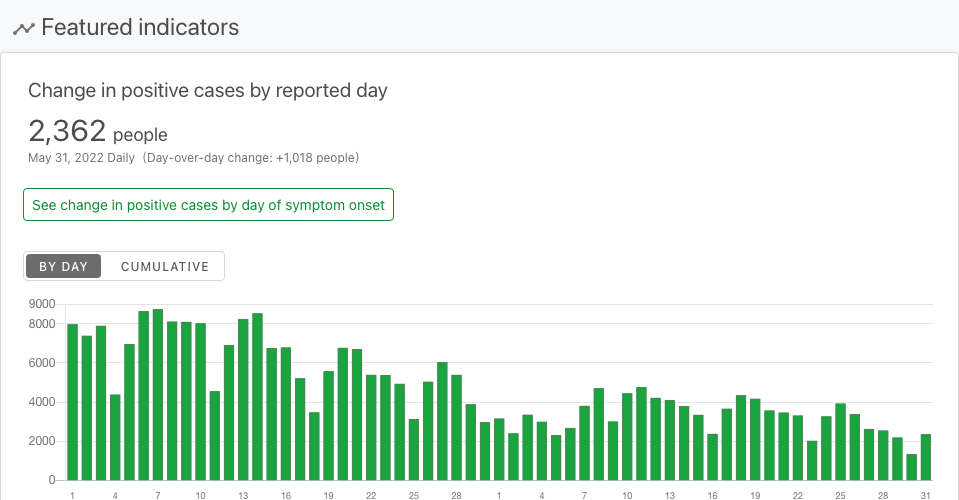 Featured indicators
Change in positive cases by reported day
2,362 people
May 31, 2022 Daily (Day-over-day change: +1,018 people)
See change in positive cases by day of symptom onset
BY DAY CUMULATIVE
9000
8000
6000
4000
2000
0
1 4 7 10 13 16 19 22 25 28 1 4 7 10 13 16 19 22 25 28 31